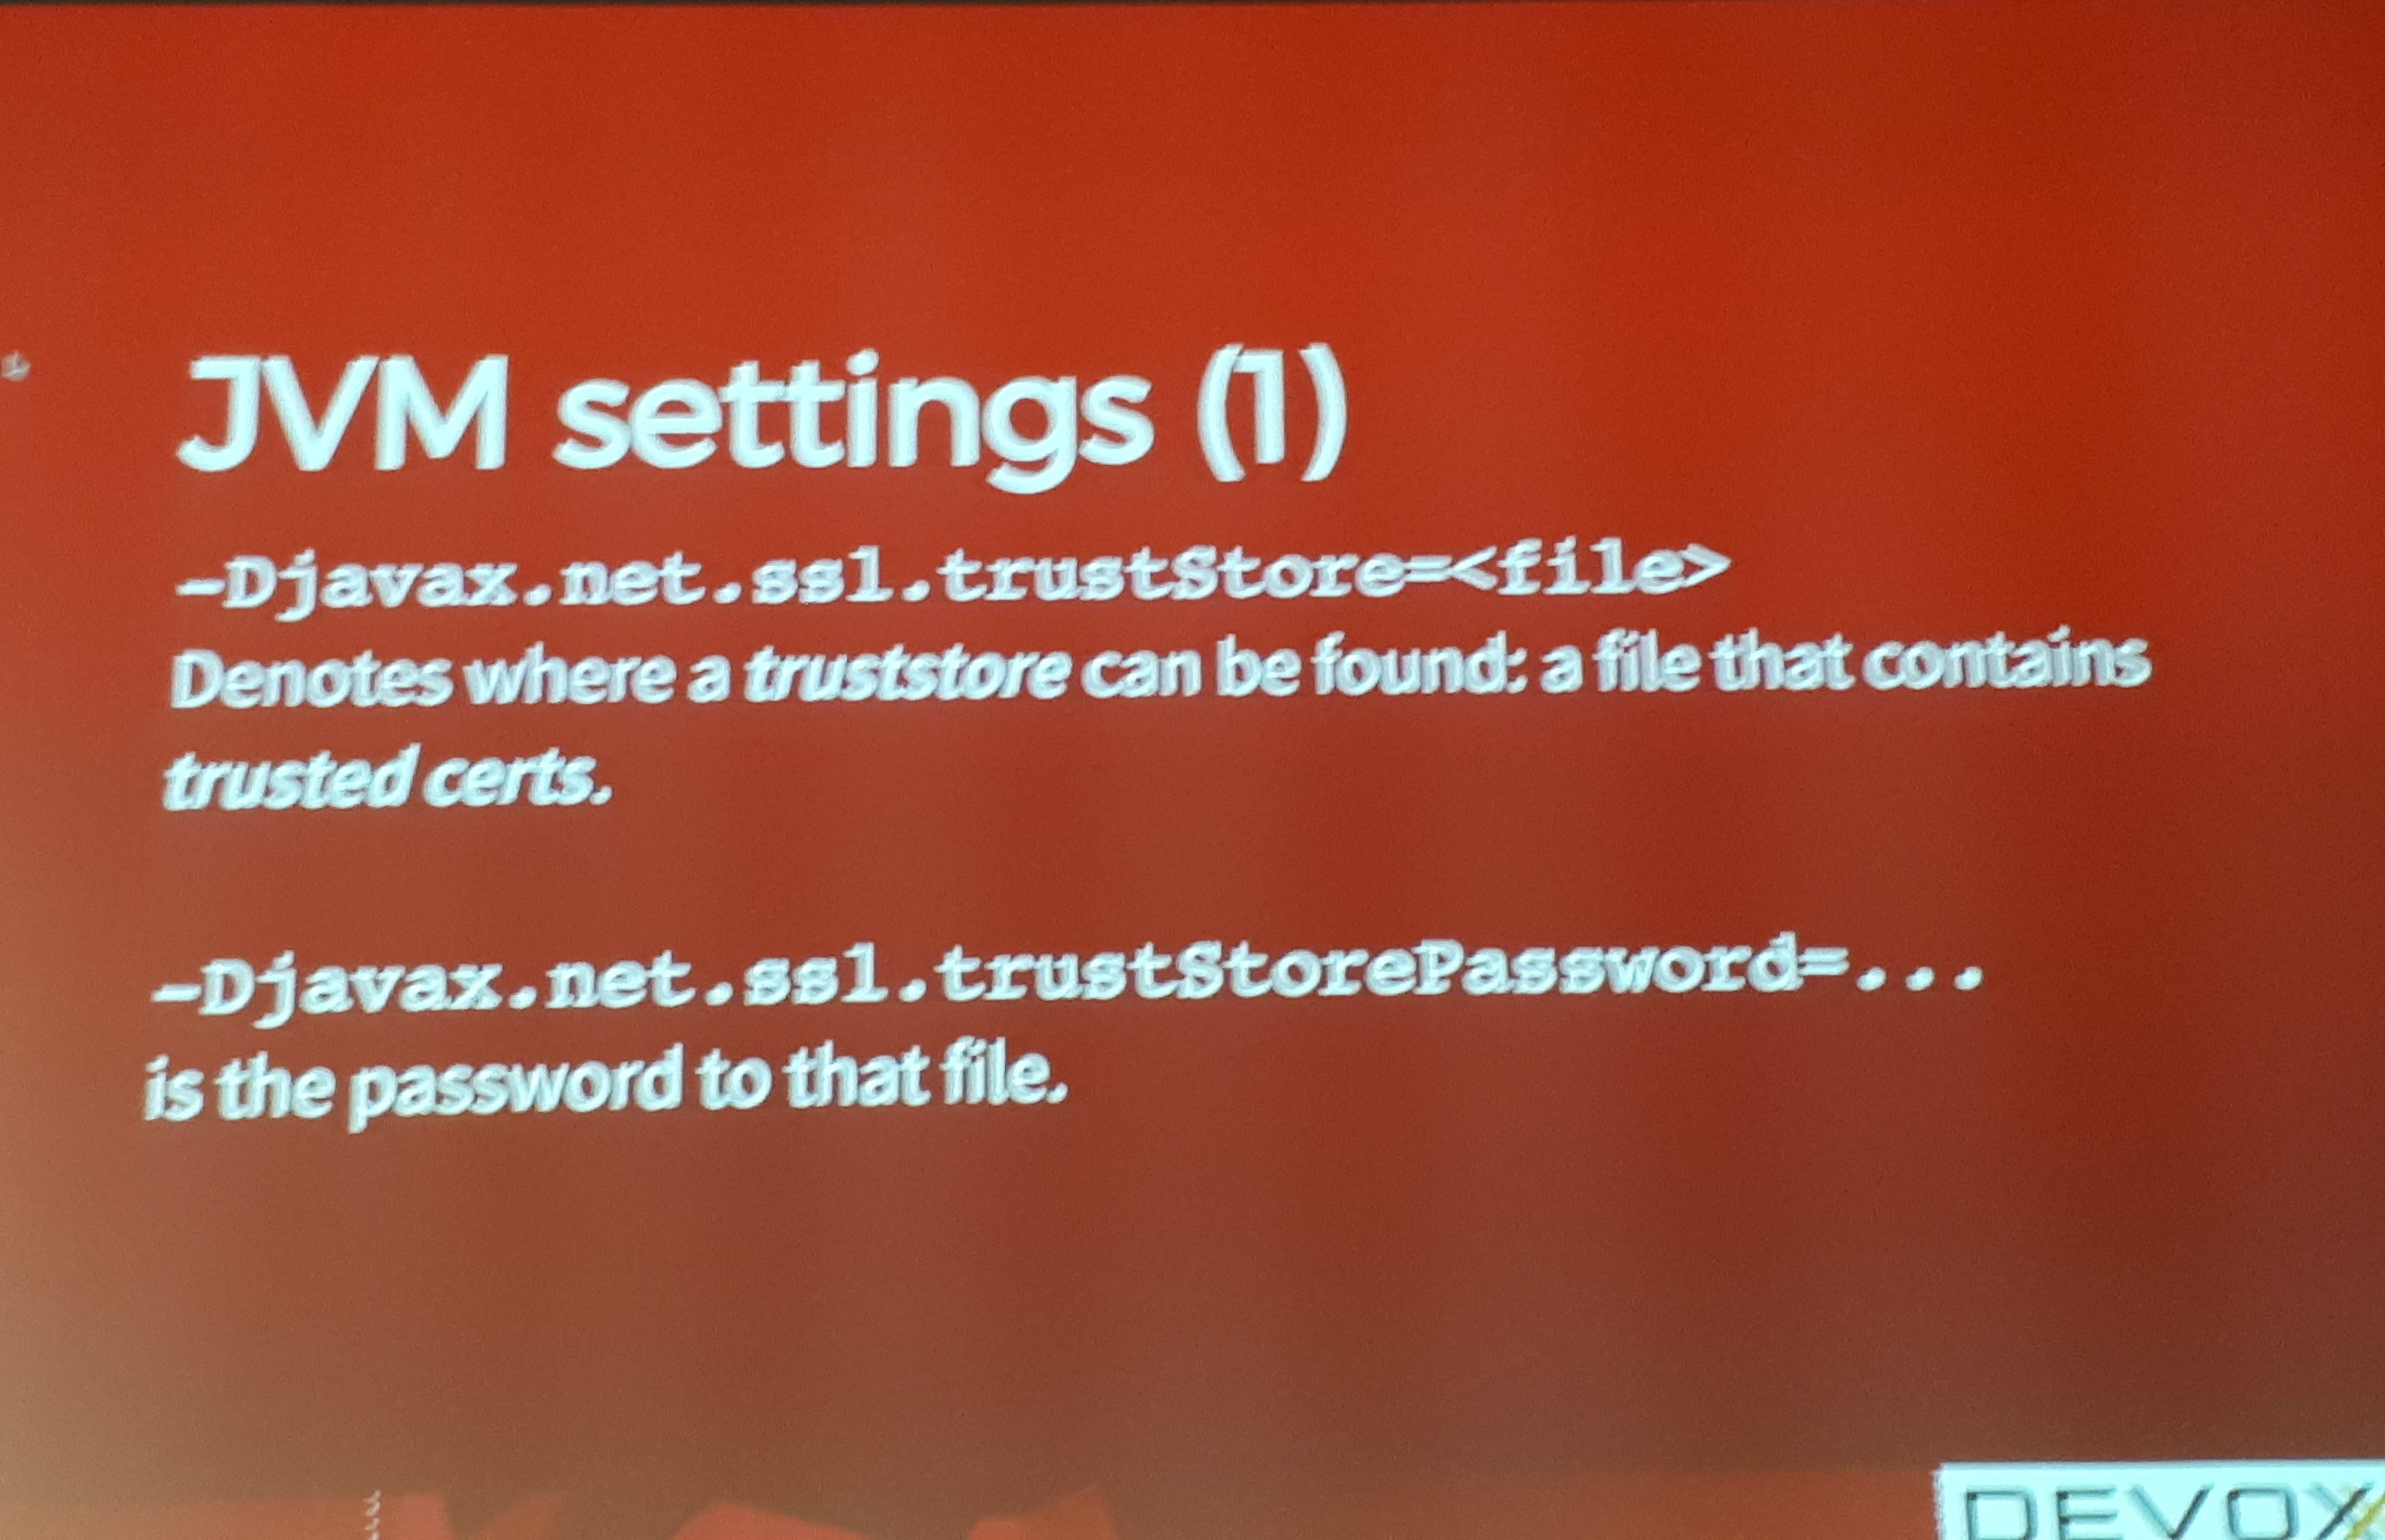 JVM settings (1)
-Djavax.net.ssl.trustStore=<file>
Denotes where a truststore can be found: a file that contains
trusted certs.
-Djavax.net.ssl.trustStorePassword=...
is the password to that file.
DEVOX